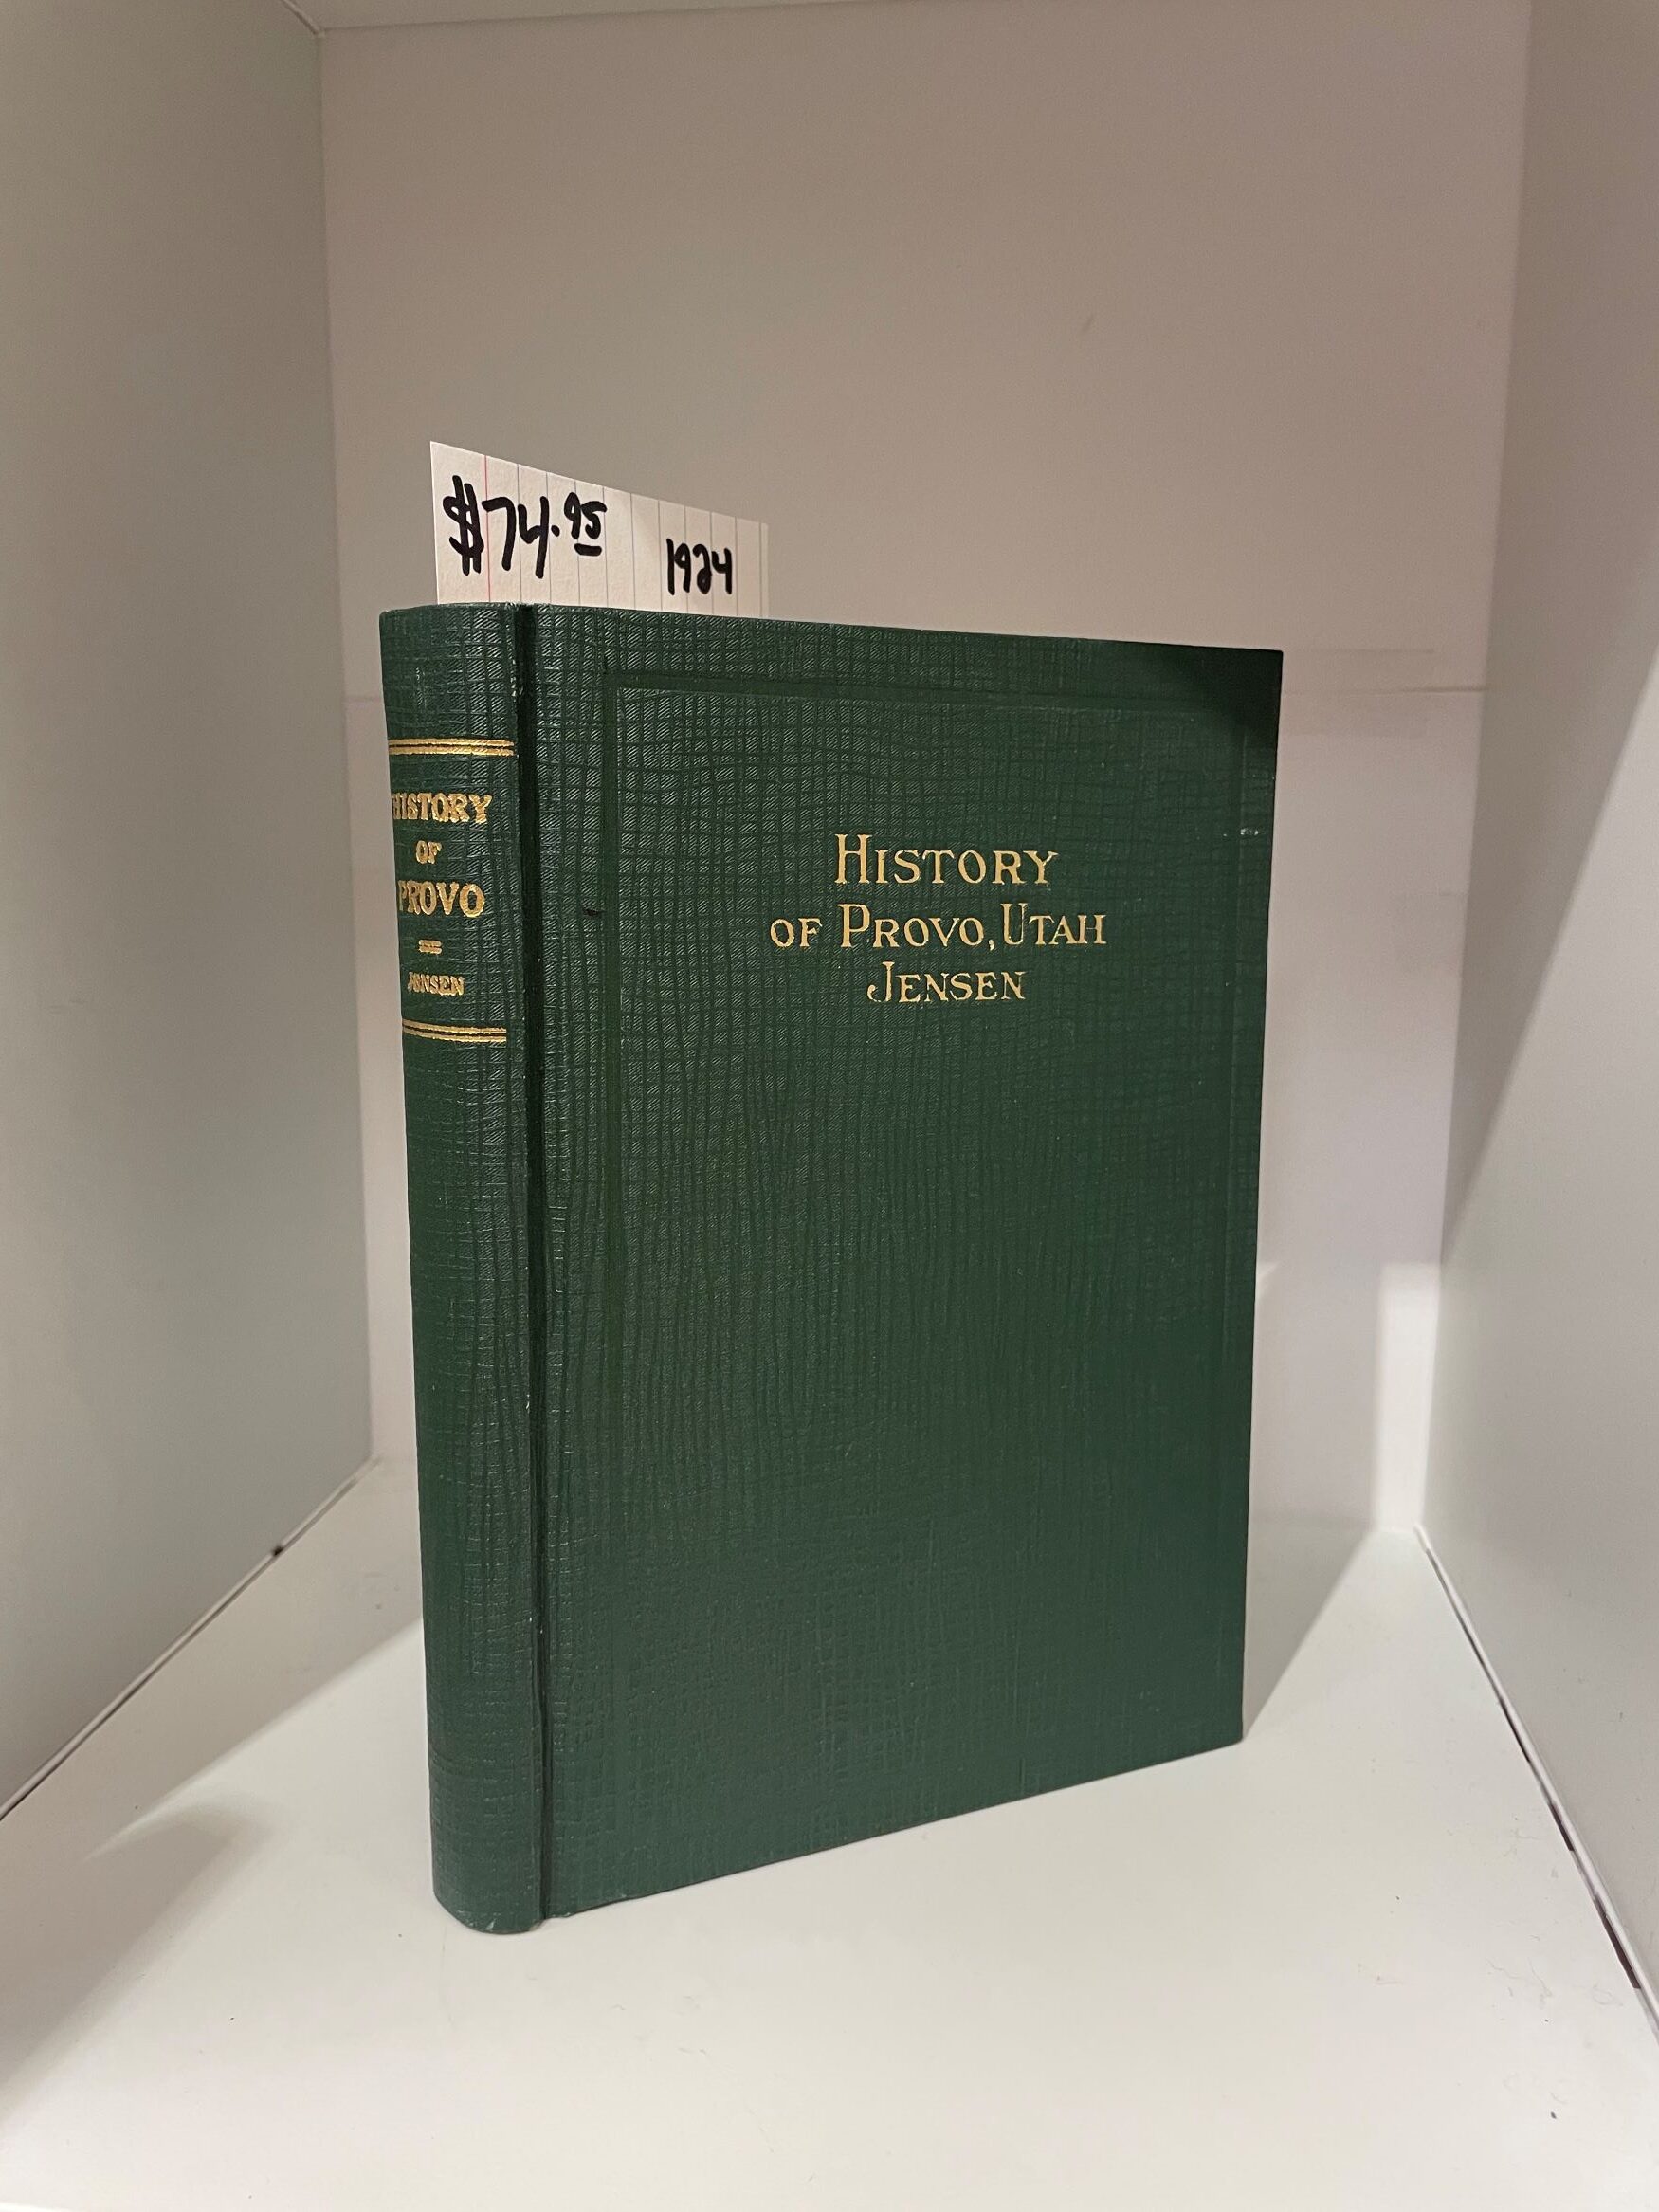 $74.95
1924
HISTORY
OF
PROVO
JENSEN
HISTORY
OF PROVO, UTAH
JENSEN